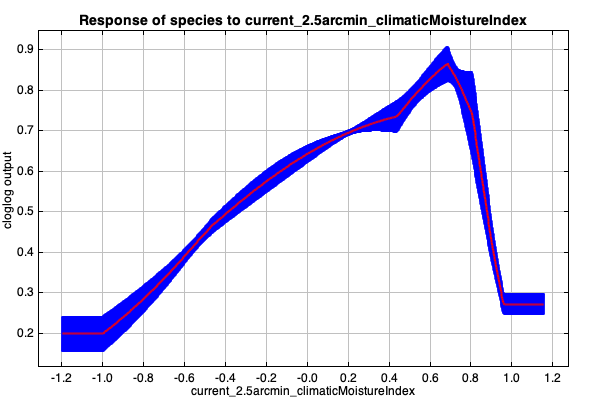 Response of species to current_2.5arcmin_climaticMoistureIndex
cloglog output
0.9
0.8
0.7
0.6
0.5
0.4
0.3
0.2
-1.2 -1.0 -0.8 -0.6 -0.4 -0.2 -0.0 0.2 0.4 0.6 0.8 1.0 1.2
current_2.5arcmin_climaticMoistureIndex